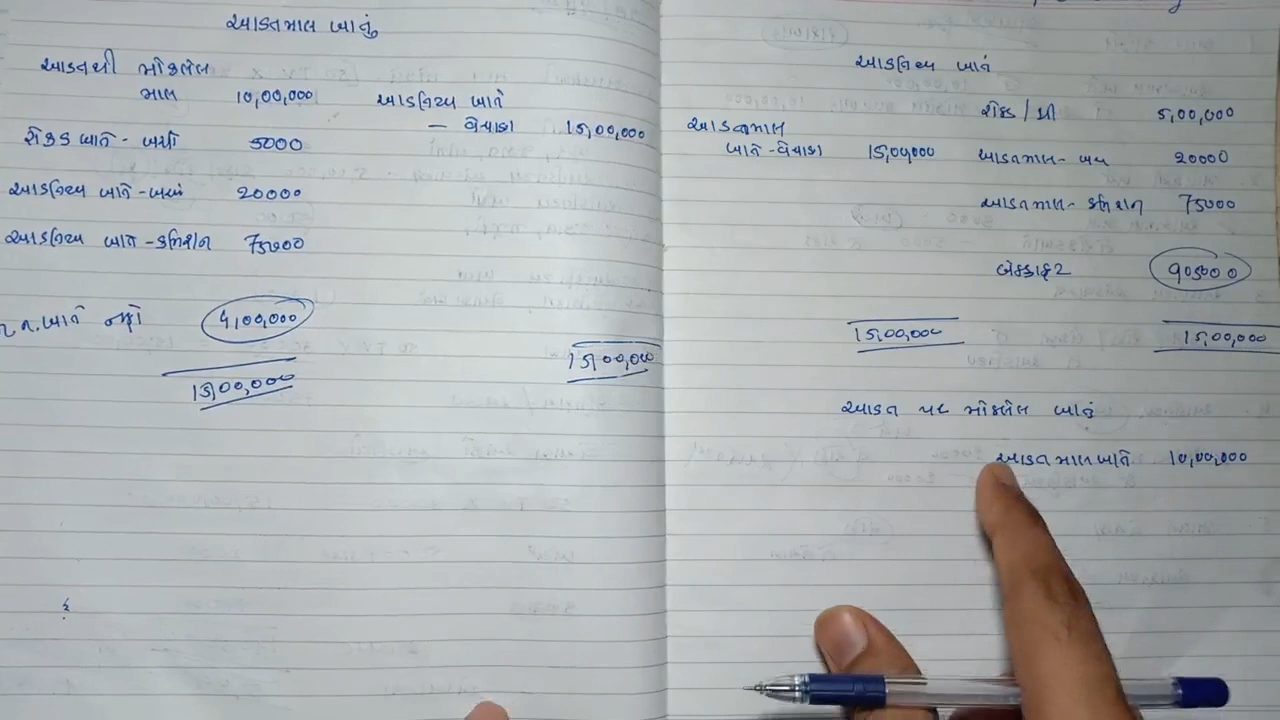 આડતમાલ ખાતું
આડતથી મોકલેલ
માલ 10,00,000
આડતિયા ખાતે
- વેચાણ 15,00,000
રોકડ ખાતે - ખર્ચા 5000
આડતિયા ખાતે - ખર્ચા 20000
આડતિયા ખાતે - કમિશન 75000
ન.નુ. ખાતે નફો 4,00,000
15,00,000
15,00,000
આડતિયા ખાતું
રોકડ /
5,00,000
આડતમાલ
ખાતે - વેચાણ 15,00,000
આડતમાલ - ખર્ચ 20000
આડતમાલ - કમિશન 75000
બેંક ડ્રાફ્ટ 905000
15,00,000
15,00,000
આડત પર મોકલેલ ખાતું
આડતમાલ ખાતે 10,00,000